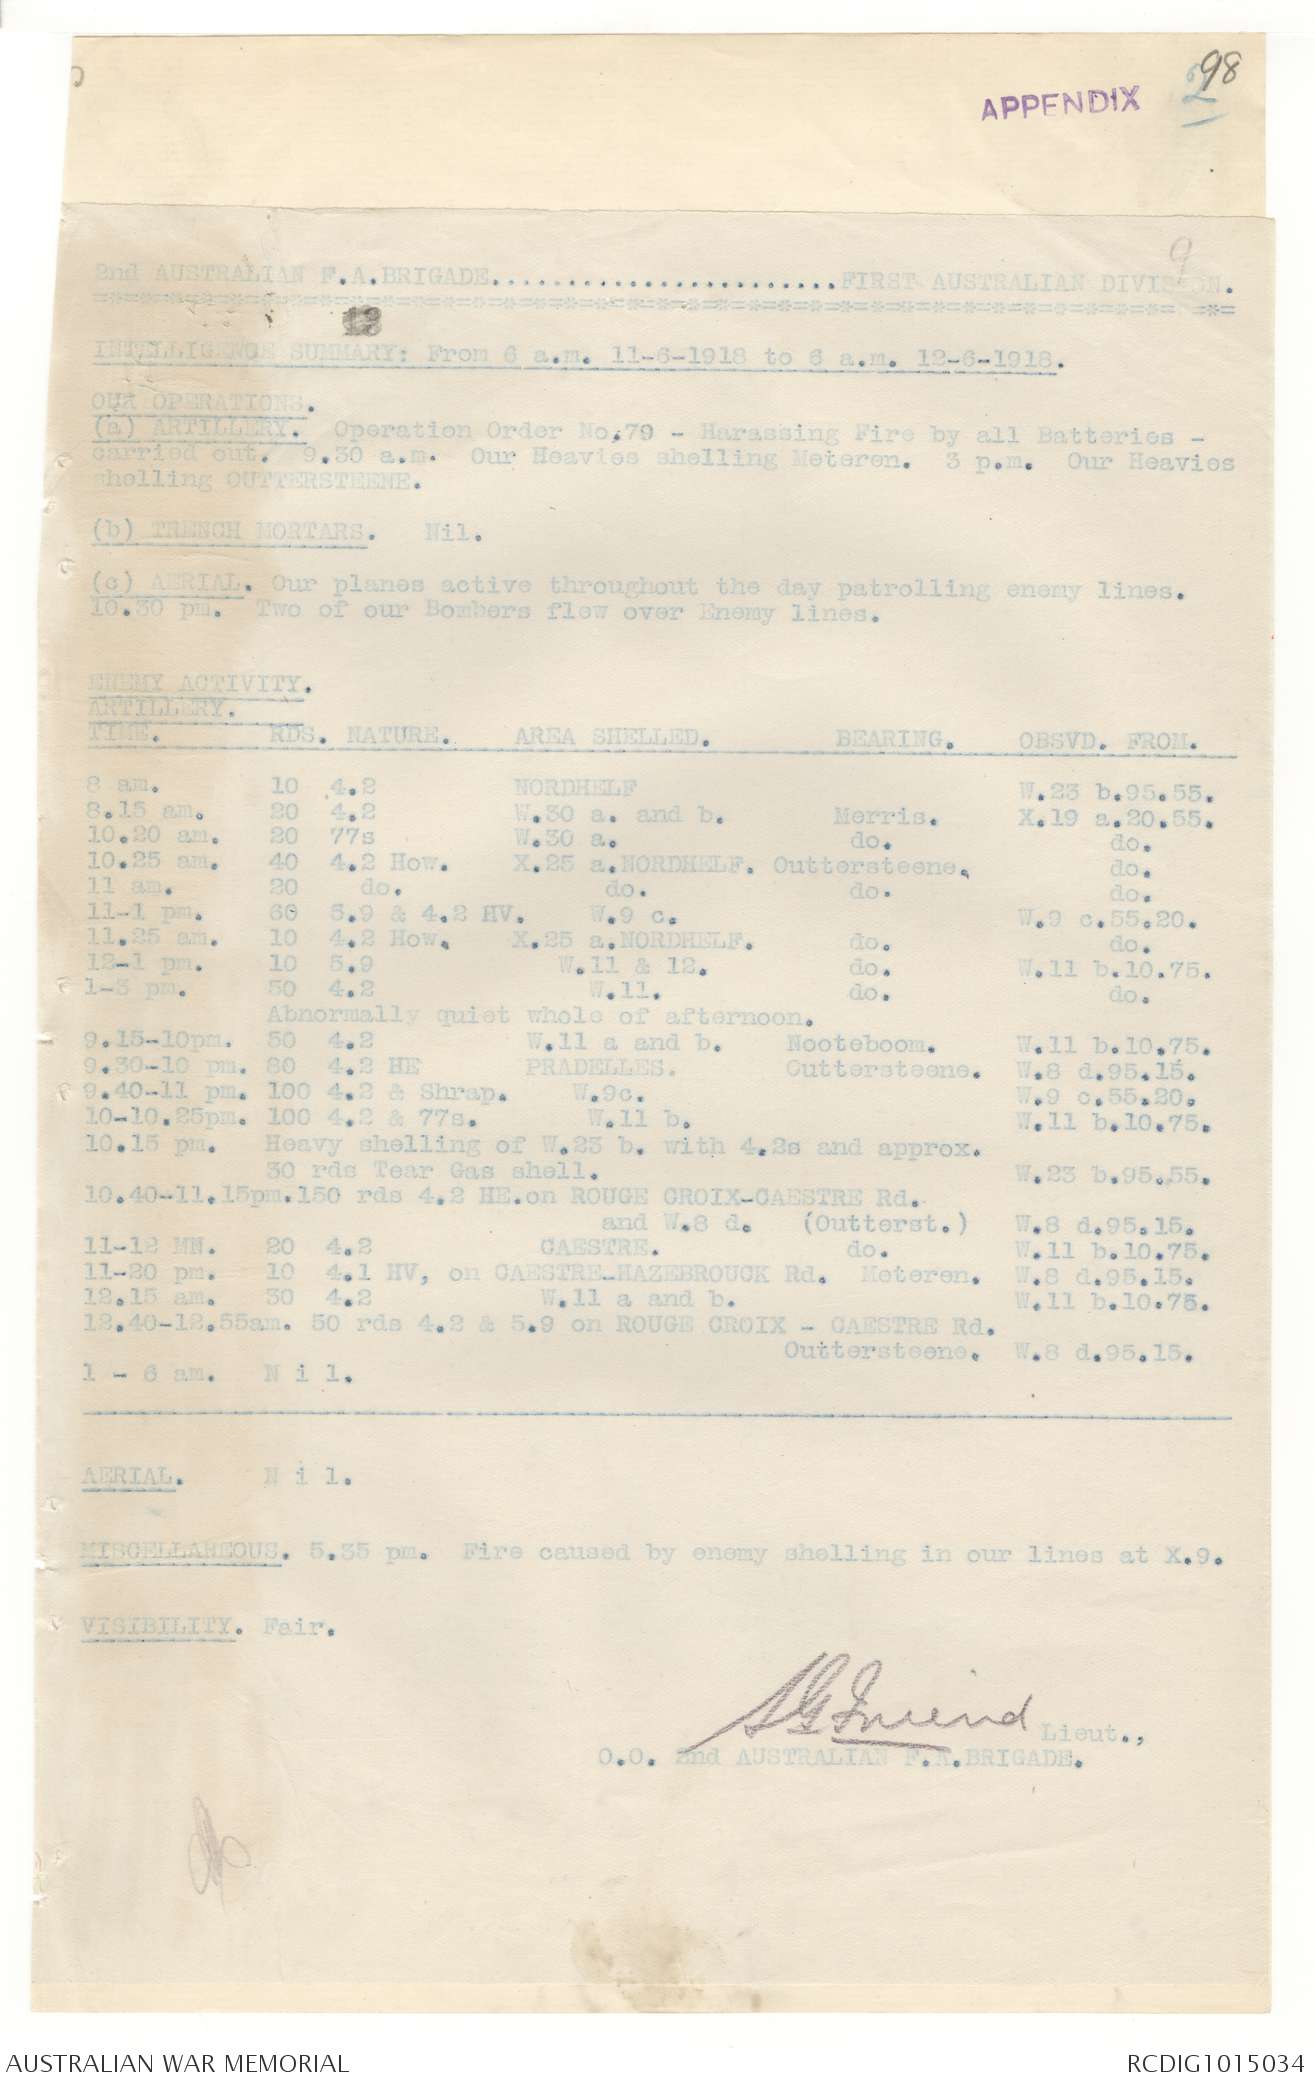 98
APPENDIX 2
9
2nd AUSTRALIAN F.A.BRIGADE.......................FIRST AUSTRALIAN DIVISION.
13
INTELLIGENCE SUMMARY: From 6 a.m. 11-6-1918 to 6 a.m. 12-6-1918.
OUR OPERATIONS.
(a) ARTILLERY. Operation Order No.79 - Harassing Fire by all Batteries -
carried out. 9.30 a.m. Our Heavies shelling Meteren. 3 p.m. Our Heavies
shelling OUTTERSTEENE.
(b) TRENCH MORTARS. Nil.
(c) AERIAL. Our planes active throughout the day patrolling enemy lines.
10.30 pm. Two of our Bombers flew over Enemy lines.
ENEMY ACTIVITY.
ARTILLERY.
TIME. RDS. NATURE. AREA SHELLED. BEARING. OBSVD. FROM.
8 am. 10 4.2 NORDHELF W.23 b.95.55.
8.15 am. 20 4.2 W.30 a. and b. Merris. X.19 a.20.55.
10.20 am. 20 77s W.30 a. do. do.
10.25 am. 40 4.2 How. X.25 a.NORDHELF. Outtersteene. do.
11 am. 20 do. do. do. do.
11-1 pm. 60 5.9 & 4.2 HV. W.9 c. W.9 c.55.20.
11.25 am. 10 4.2 How. X.25 a.NORDHELF. do. do.
12-1 pm. 10 5.9 W.11 & 12. do. W.11 b.10.75.
1-3 pm. 50 4.2 W.11. do. do.
Abnormally quiet whole of afternoon.
9.15-10pm. 50 4.2 W.11 a and b. Nooteboom. W.11 b.10.75.
9.30-10 pm. 80 4.2 HE PRADELLES. Outtersteene. W.8 d.95.15.
9.40-11 pm. 100 4.2 & Shrap. W.9c. W.9 c.55.20.
10-10.25pm. 100 4.2 & 77s. W.11 b. W.11 b.10.75.
10.15 pm. Heavy shelling of W.23 b. with 4.2s and approx.
30 rds Tear Gas shell. W.23 b.95.55.
10.40-11.15pm.150 rds 4.2 HE.on ROUGE CROIX-CAESTRE Rd.
and W.8 d. (Outterst.) W.8 d.95.15.
11-12 MN. 20 4.2 CAESTRE. do. W.11 b.10.75.
11-20 pm. 10 4.1 HV, on CAESTRE-HAZEBROUCK Rd. Meteren. W.8 d.95.15.
12.15 am. 30 4.2 W.11 a and b. W.11 b.10.75.
12.40-12.55am. 50 rds 4.2 & 5.9 on ROUGE CROIX - CAESTRE Rd.
Outtersteene. W.8 d.95.15.
1 - 6 am. N i l.
AERIAL. N i l.
MISCELLANEOUS. 5.35 pm. Fire caused by enemy shelling in our lines at X.9.
VISIBILITY. Fair.
Lieut.,
O.O. 2nd AUSTRALIAN F.A.BRIGADE.
AUSTRALIAN WAR MEMORIAL RCDIG1015034